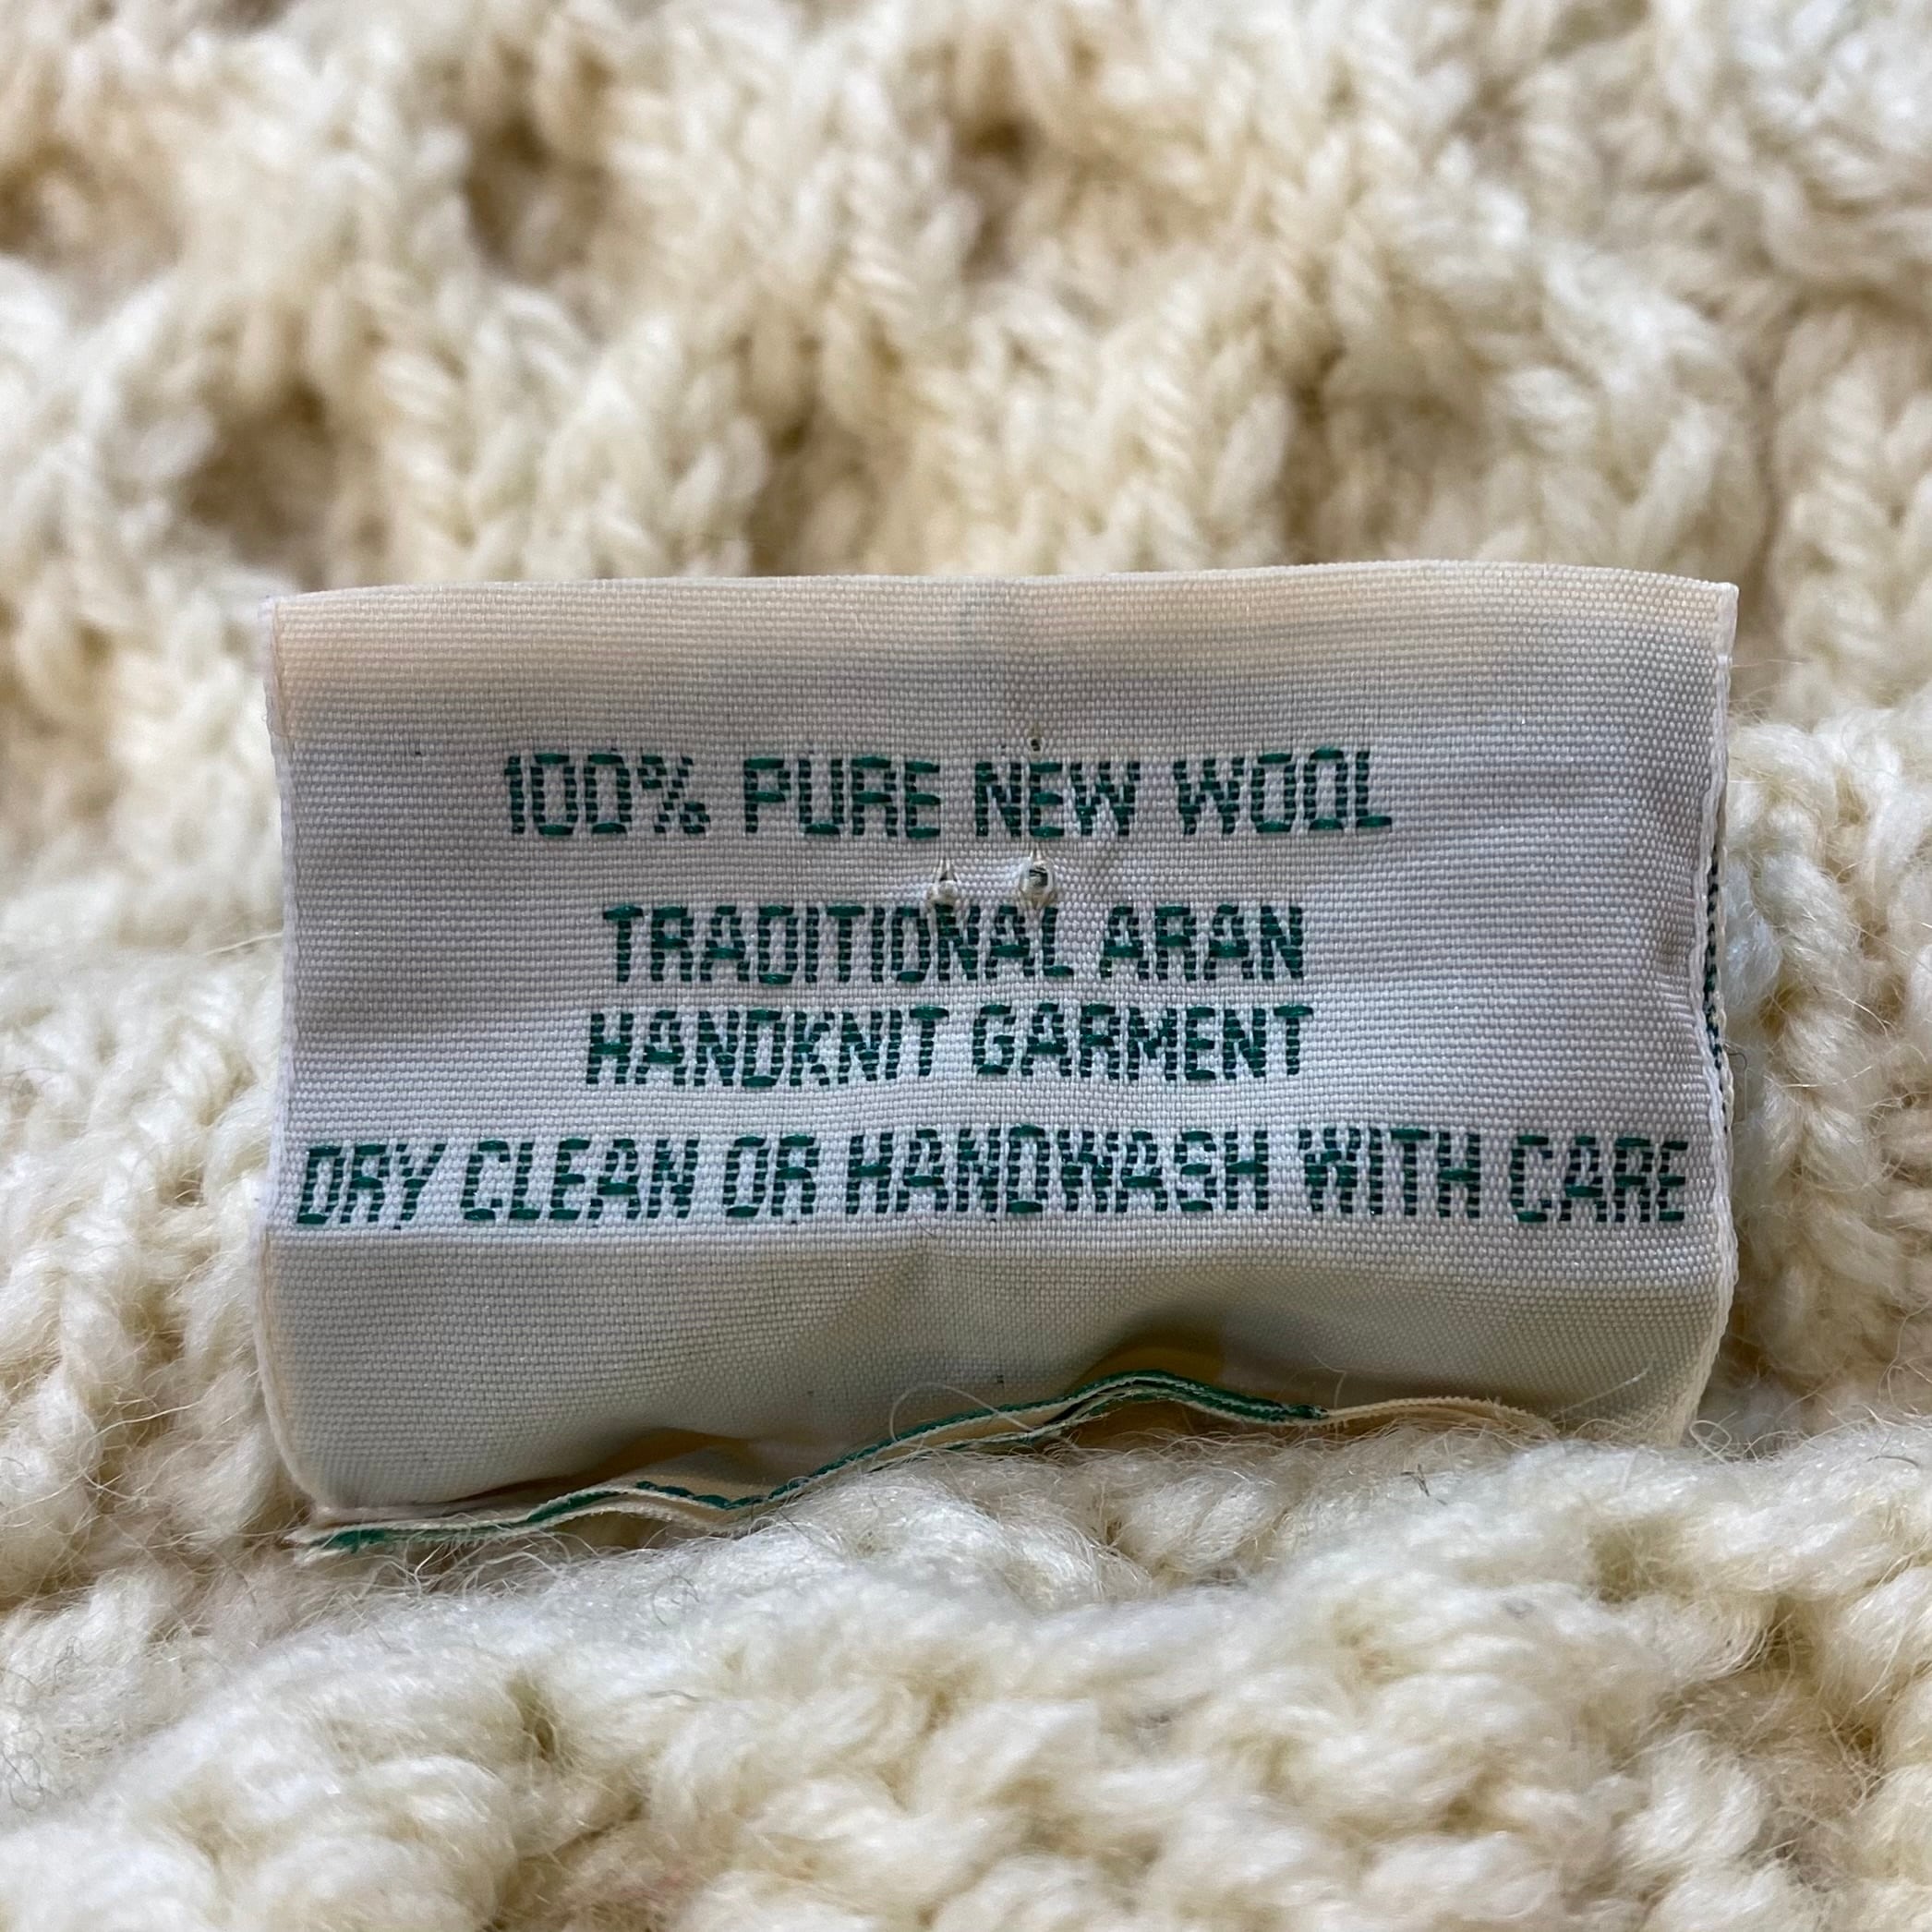 100% PURE NEW WOOL
TRADITIONAL ARAN
HANDKNIT GARMENT
DRY CLEAN OR HANDWASH WITH CARE